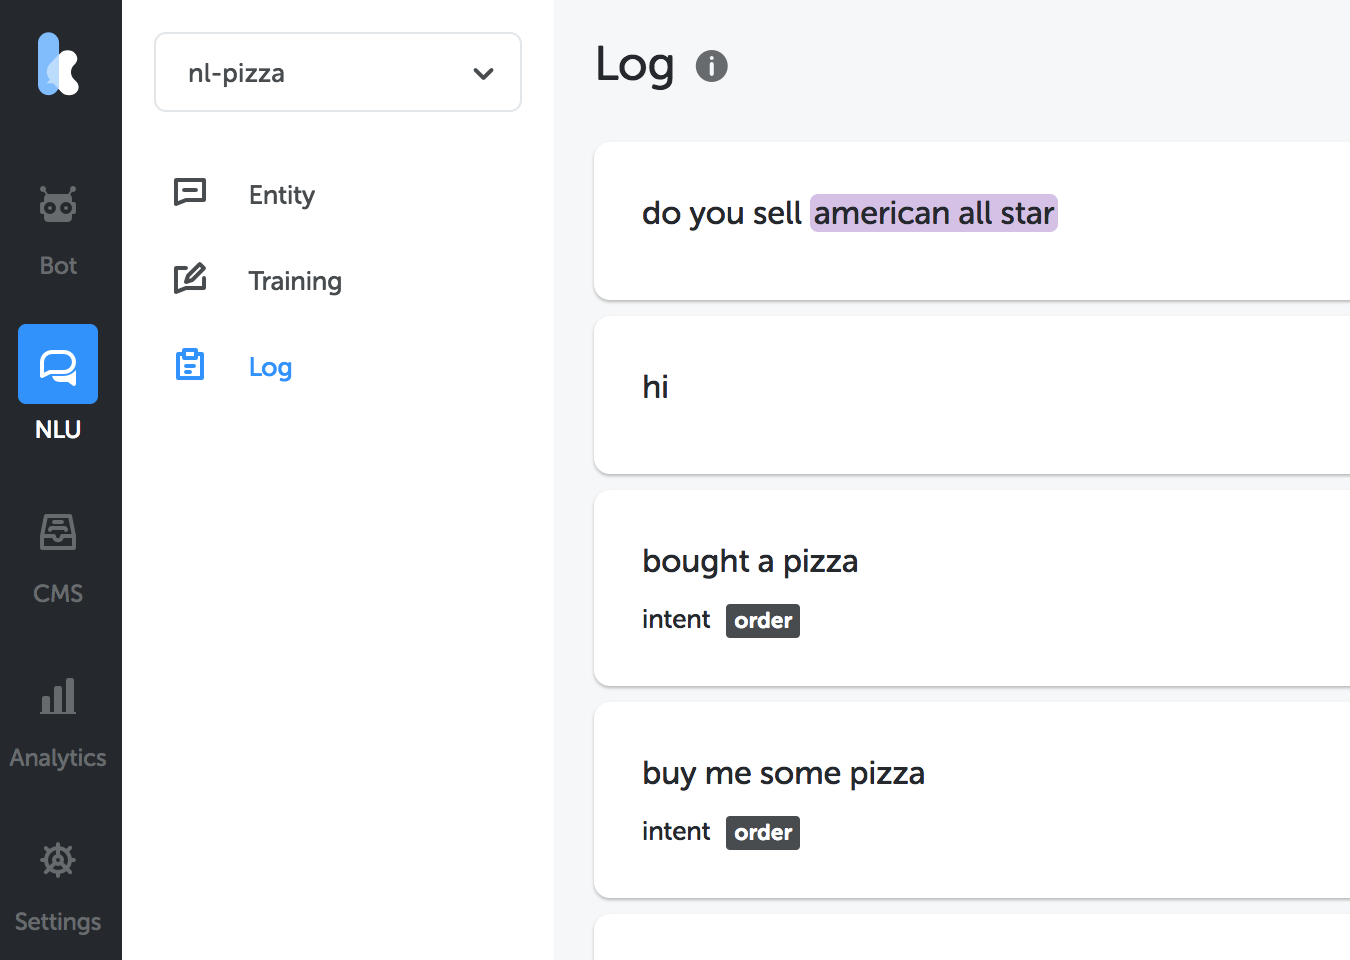 Bot
NLU
CMS
Analytics
Settings
nl-pizza
Entity
Training
Log
Log
do you sell american all star
hi
bought a pizza
intent order
buy me some pizza
intent order